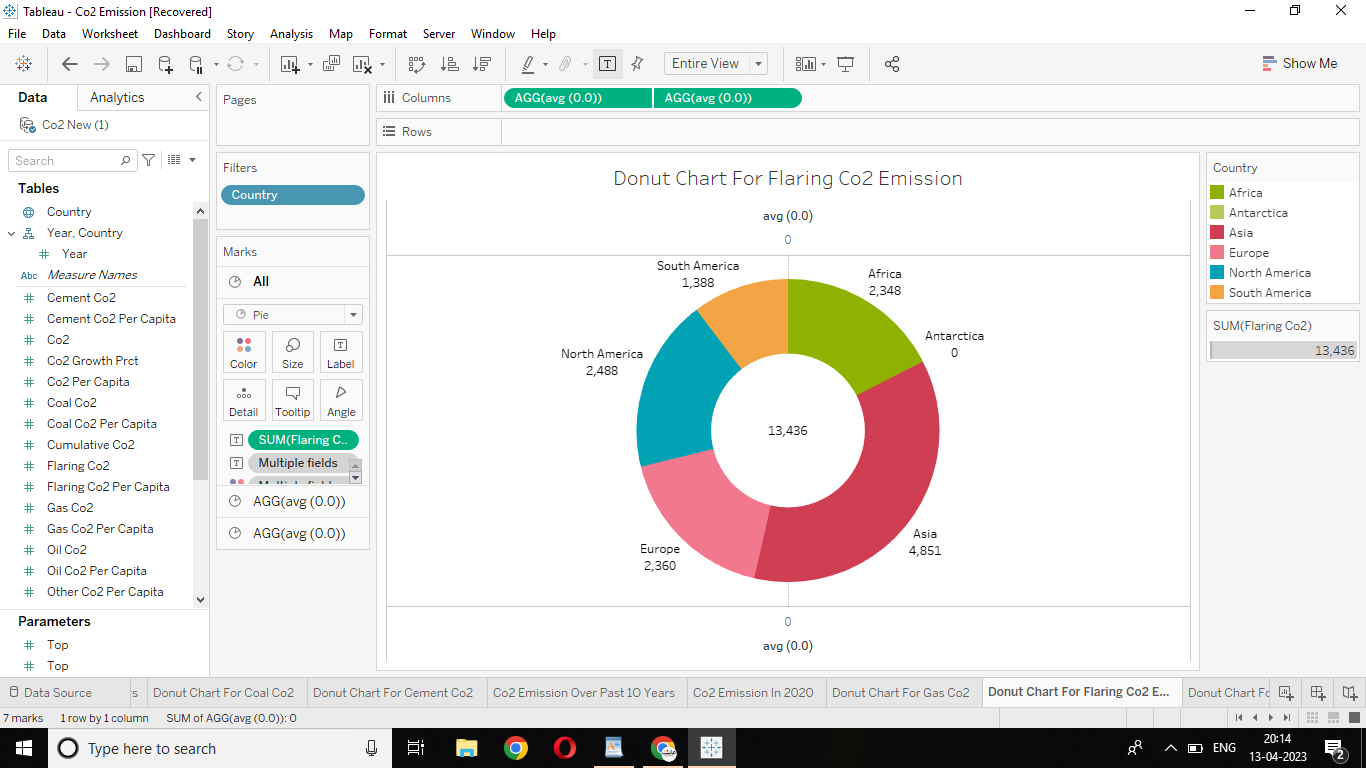 Tableau - Co2 Emission [Recovered]
File Data Worksheet Dashboard Story Analysis Map Format Server Window Help
Entire View
Show Me
Data Analytics
Co2 New (1)
Search
Tables
Country
Year, Country
Year
Abc Measure Names
Cement Co2
Cement Co2 Per Capita
Co2
Co2 Growth Prct
Co2 Per Capita
Coal Co2
Coal Co2 Per Capita
Cumulative Co2
Flaring Co2
Flaring Co2 Per Capita
Gas Co2
Gas Co2 Per Capita
Oil Co2
Oil Co2 Per Capita
Other Co2 Per Capita
Parameters
Top
Top
Pages
Filters
Country
Marks
All
Pie
Color Size Label
Detail Tooltip Angle
SUM(Flaring C..
Multiple fields
AGG(avg (0.0))
AGG(avg (0.0))
Columns AGG(avg (0.0)) AGG(avg (0.0))
Rows
Donut Chart For Flaring Co2 Emission
avg (0.0)
0
South America
1,388
Africa
2,348
Antarctica
0
North America
2,488
13,436
Asia
4,851
Europe
2,360
0
avg (0.0)
Country
Africa
Antarctica
Asia
Europe
North America
South America
SUM(Flaring Co2)
13,436
Data Source Donut Chart For Coal Co2 Donut Chart For Cement Co2 Co2 Emission Over Past 10 Years Co2 Emission In 2020 Donut Chart For Gas Co2 Donut Chart For Flaring Co2 E... Donut Chart Fo
7 marks 1 row by 1 column SUM of AGG(avg (0.0)): 0
Type here to search
ENG
20:14
13-04-2023
2